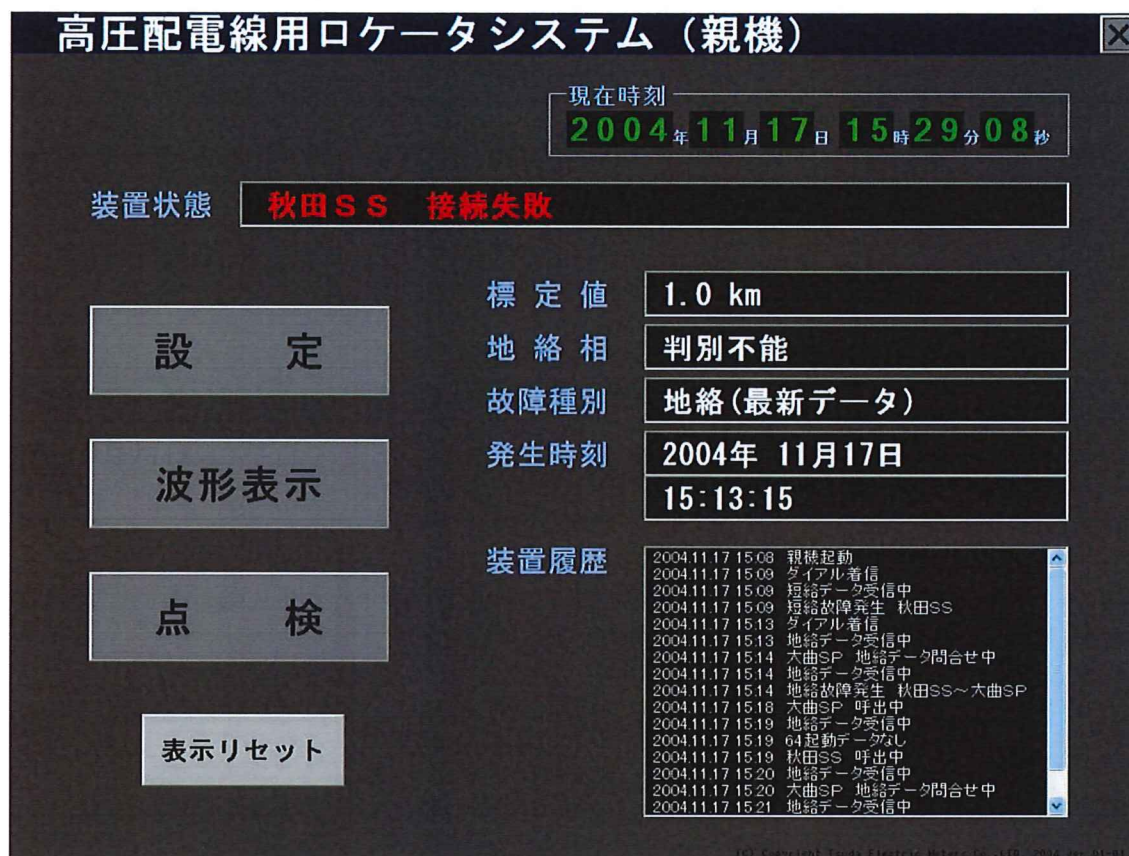 高圧配電線用ロケータシステム（親機）
現在時刻
2004年11月17日 15時29分08秒
装置状態 秋田ＳＳ　接続失敗
標定値 1.0 km
設定
地絡相 判別不能
故障種別 地絡(最新データ)
発生時刻 2004年 11月17日
15:13:15
波形表示
装置履歴
2004.11.17 15:08 親機起動
2004.11.17 15:09 ダイアル着信
2004.11.17 15:09 短絡データ受信中
2004.11.17 15:09 短絡故障発生 秋田SS
2004.11.17 15:13 ダイアル着信
2004.11.17 15:13 地絡データ受信中
2004.11.17 15:14 大曲SP 地絡データ問合せ中
2004.11.17 15:14 地絡データ受信中
2004.11.17 15:14 地絡故障発生 秋田SS～大曲SP
2004.11.17 15:18 大曲SP 呼出中
2004.11.17 15:19 地絡データ受信中
2004.11.17 15:19 64起動データなし
2004.11.17 15:19 秋田SS 呼出中
2004.11.17 15:20 地絡データ受信中
2004.11.17 15:20 大曲SP 地絡データ問合せ中
2004.11.17 15:21 地絡データ受信中
点検
表示リセット
(C) Copyright Tsuda Electric Meters Co.,LTD. 2004